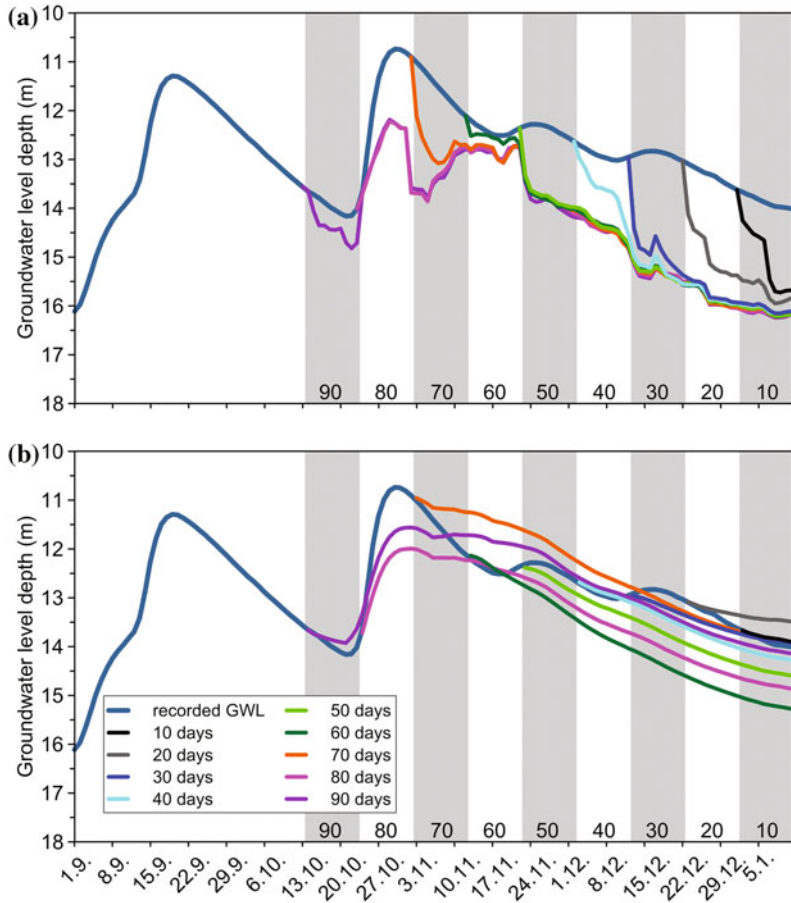 (a)
Groundwater level depth (m)
10
11
12
13
14
15
16
17
18
90 80 70 60 50 40 30 20 10
(b)
Groundwater level depth (m)
10
11
12
13
14
15
16
17
18
recorded GWL
10 days
20 days
30 days
40 days
50 days
60 days
70 days
80 days
90 days
90 80 70 60 50 40 30 20 10
1.9. 8.9. 15.9. 22.9. 29.9. 6.10. 13.10. 20.10. 27.10. 3.11. 10.11. 17.11. 24.11. 1.12. 8.12. 15.12. 22.12. 29.12. 5.1.